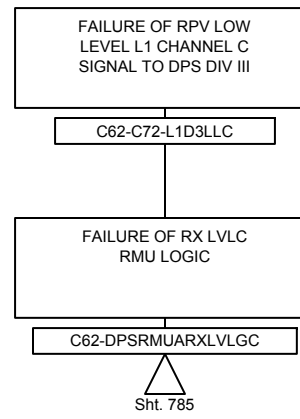 FAILURE OF RPV LOW
LEVEL L1 CHANNEL C
SIGNAL TO DPS DIV III
C62-C72-L1D3LLC
FAILURE OF RX LVLC
RMU LOGIC
C62-DPSRMUARXLVLGC
Sht. 785